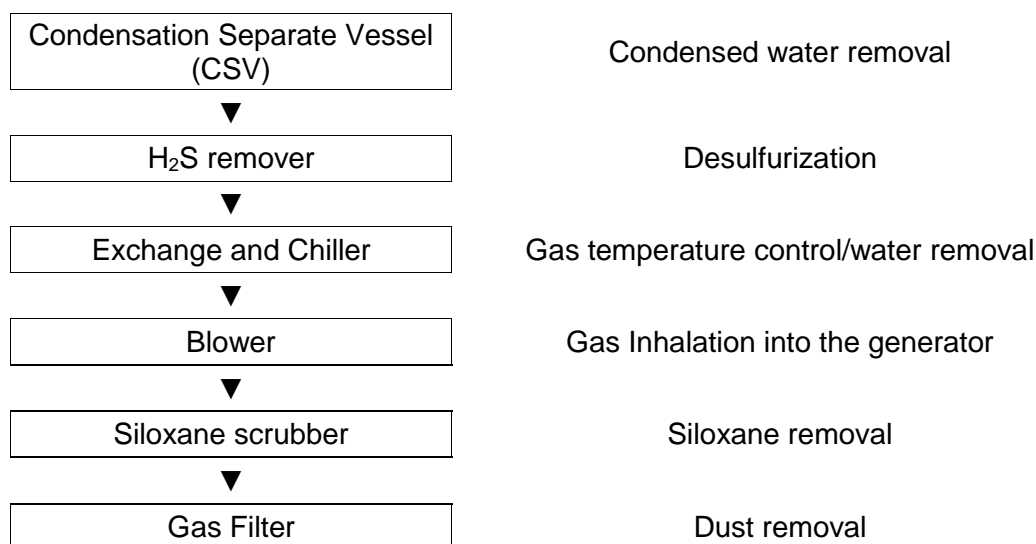 Condensation Separate Vessel
(CSV)
Condensed water removal
H₂S remover
Desulfurization
Exchange and Chiller
Gas temperature control/water removal
Blower
Gas Inhalation into the generator
Siloxane scrubber
Siloxane removal
Gas Filter
Dust removal